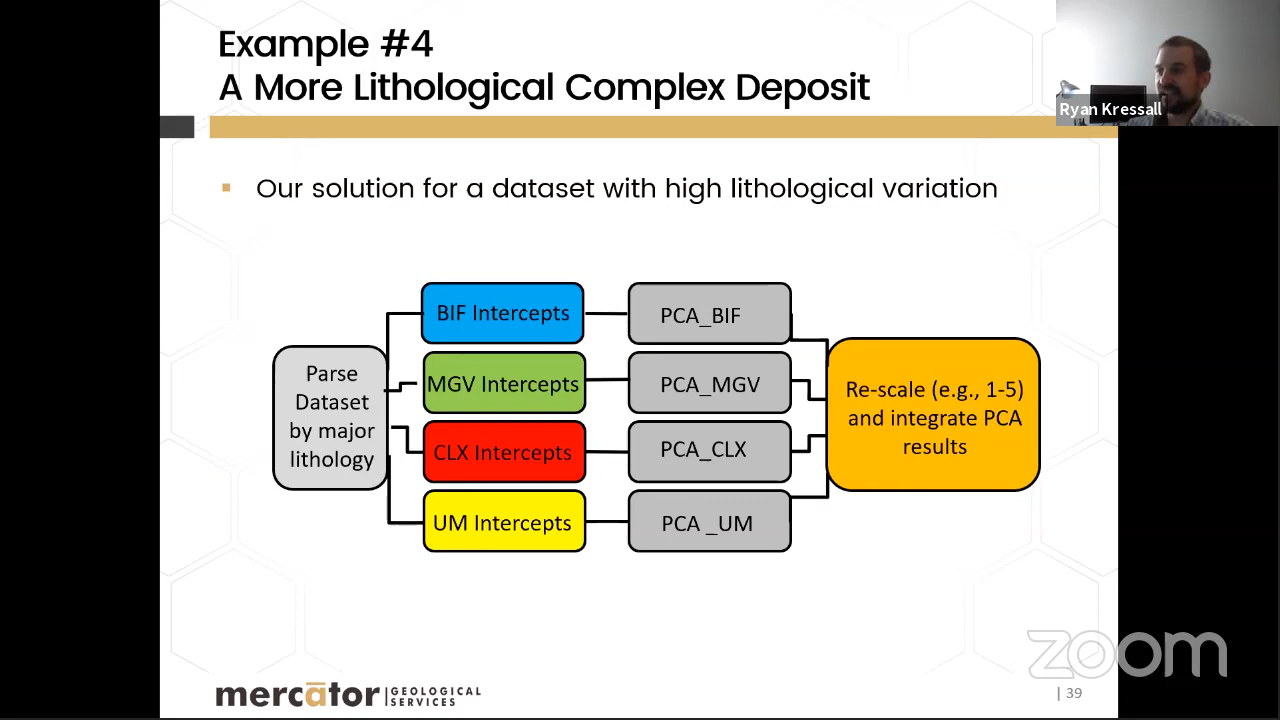 Example #4
A More Lithological Complex Deposit
Ryan Kressall
Our solution for a dataset with high lithological variation
Parse
Dataset
by major
lithology
BIF Intercepts
MGV Intercepts
CLX Intercepts
UM Intercepts
PCA_BIF
PCA_MGV
PCA_CLX
PCA _UM
Re-scale (e.g., 1-5)
and integrate PCA
results
zoom
mercātor
GEOLOGICAL
SERVICES
| 39